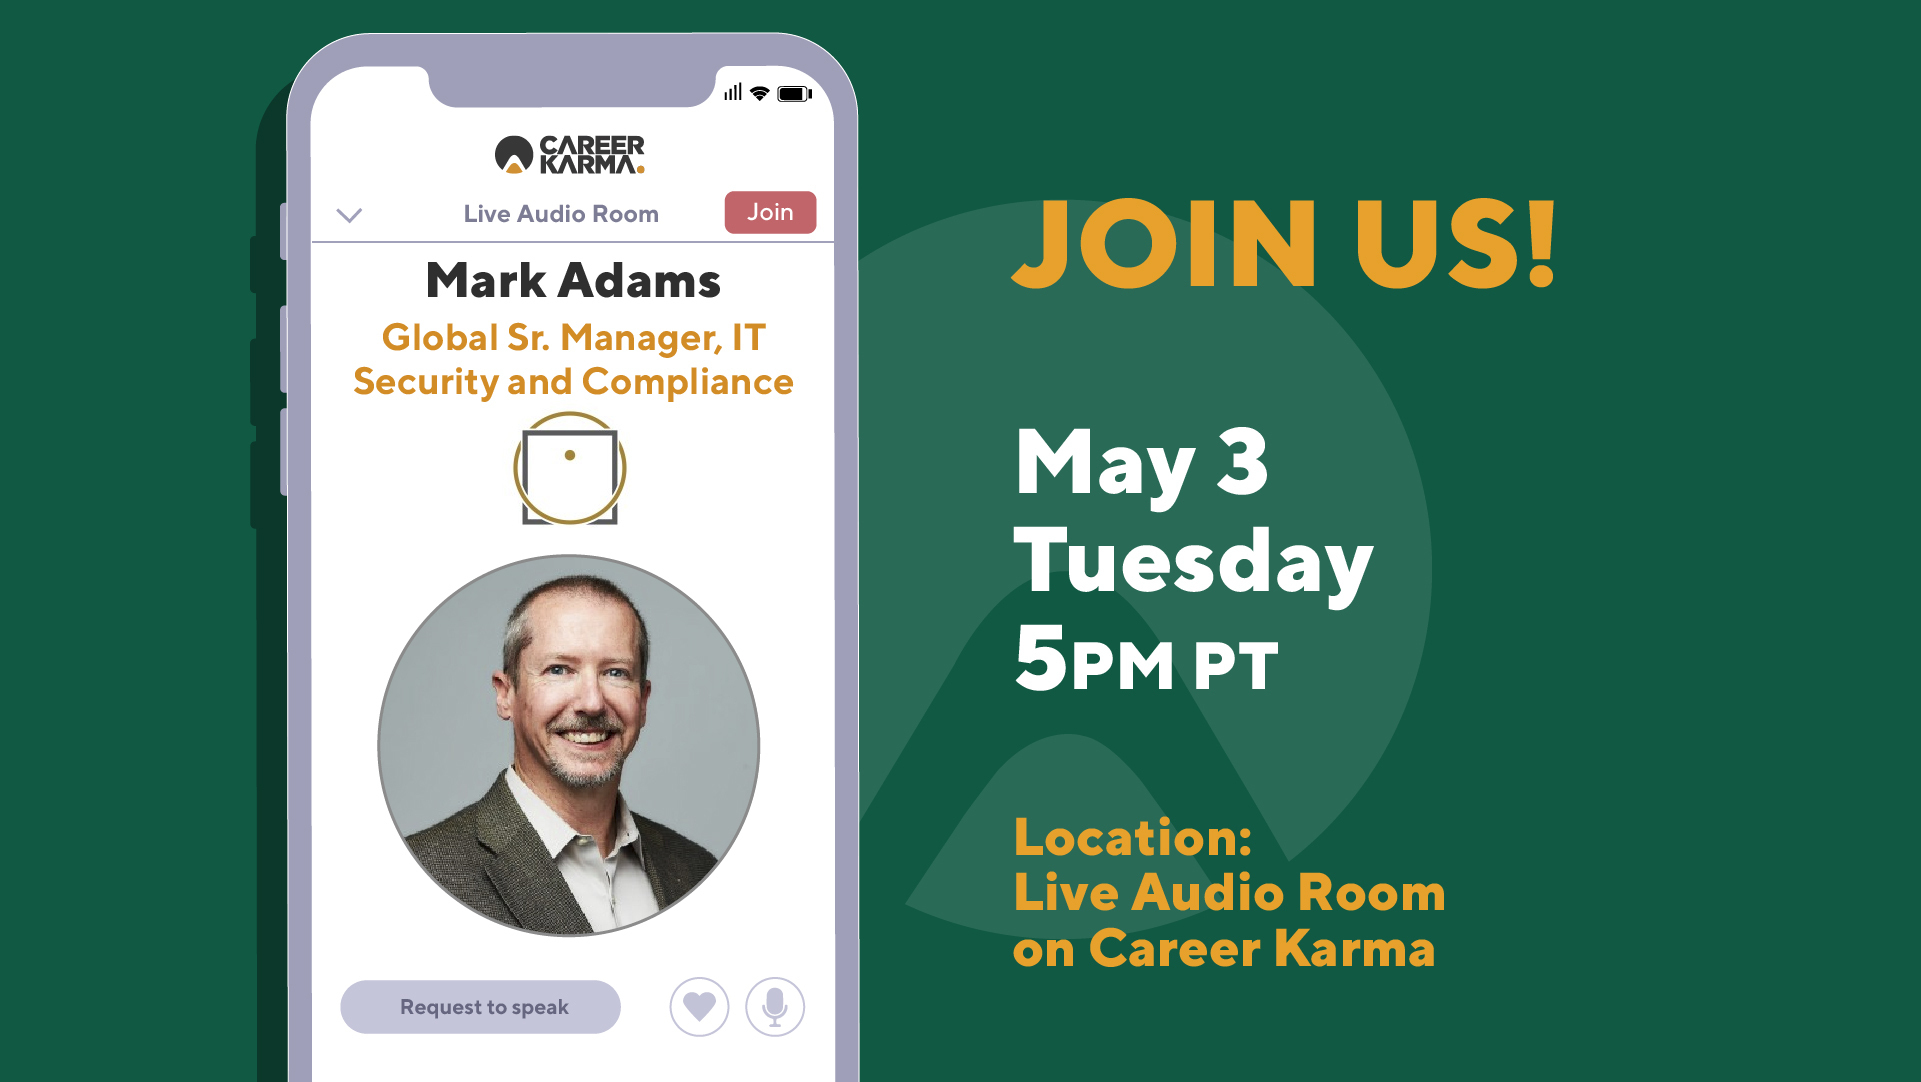 CAREER
KARMA.
Live Audio Room
Join
Mark Adams
Global Sr. Manager, IT
Security and Compliance
Request to speak
JOIN US!
May 3
Tuesday
5PM PT
Location:
Live Audio Room
on Career Karma